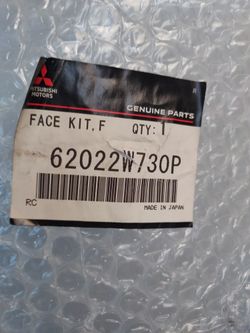 MITSUBISHI
MOTORS
GENUINE PARTS
FACE KIT,F QTY:1
62022W730P
RC MADE IN JAPAN